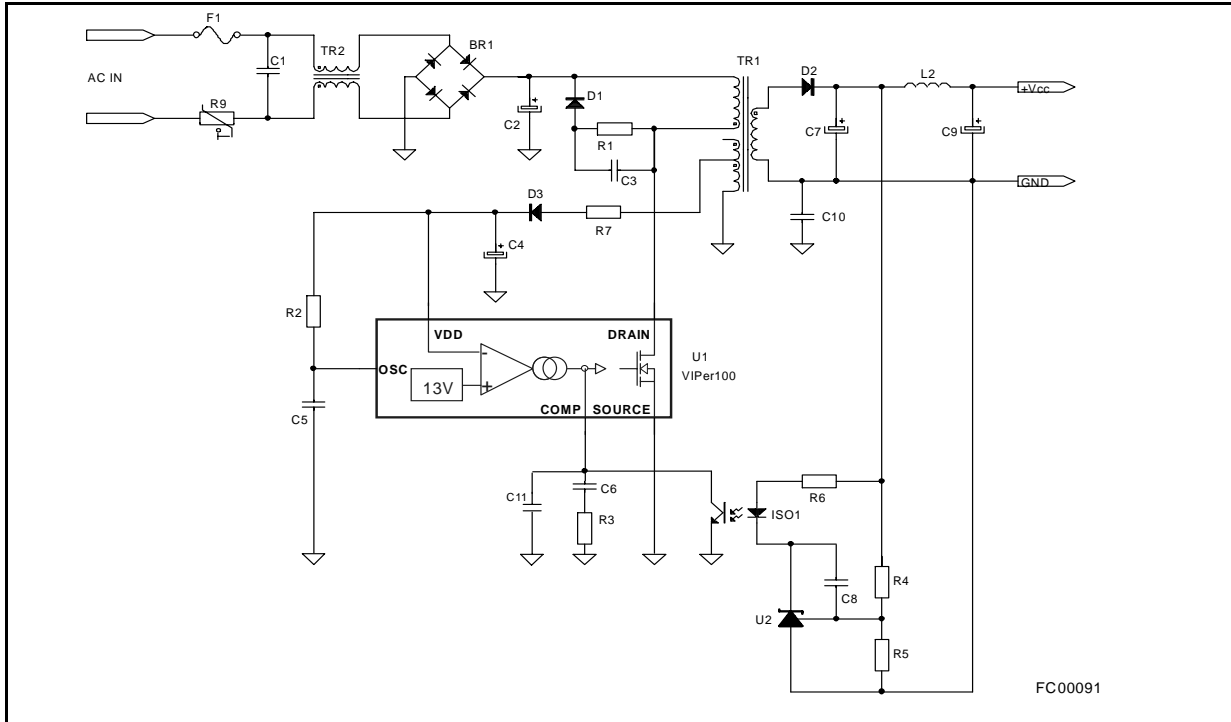 F1
TR2
BR1
TR1
D2
L2
+Vcc
C1
AC IN
R9
T°
C2
D1
R1
C3
C7
C9
GND
D3
R7
C10
C4
R2
VDD
DRAIN
U1
VIPer100
OSC
-
13V
+
COMP
SOURCE
C5
C11
C6
R3
ISO1
R6
C8
R4
U2
R5
FC00091